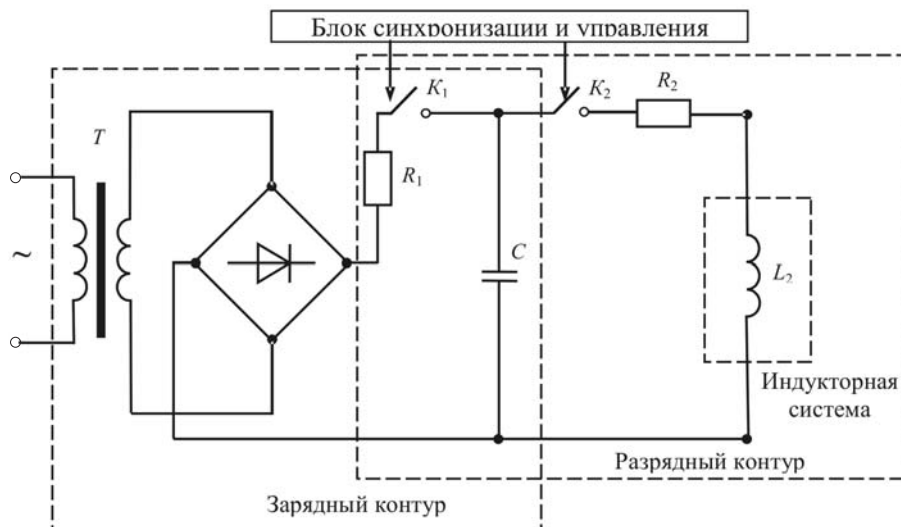 Блок синхронизации и управления
K₁
K₂
R₂
T
R₁
~
C
L₂
Индукторная
система
Разрядный контур
Зарядный контур